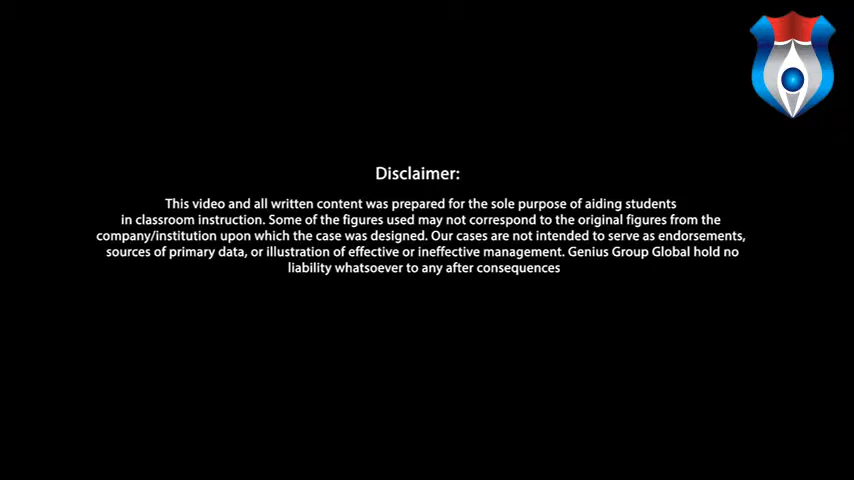 Disclaimer:
This video and all written content was prepared for the sole purpose of aiding students
in classroom instruction. Some of the figures used may not correspond to the original figures from the
company/institution upon which the case was designed. Our cases are not intended to serve as endorsements,
sources of primary data, or illustration of effective or ineffective management. Genius Group Global hold no
liability whatsoever to any after consequences